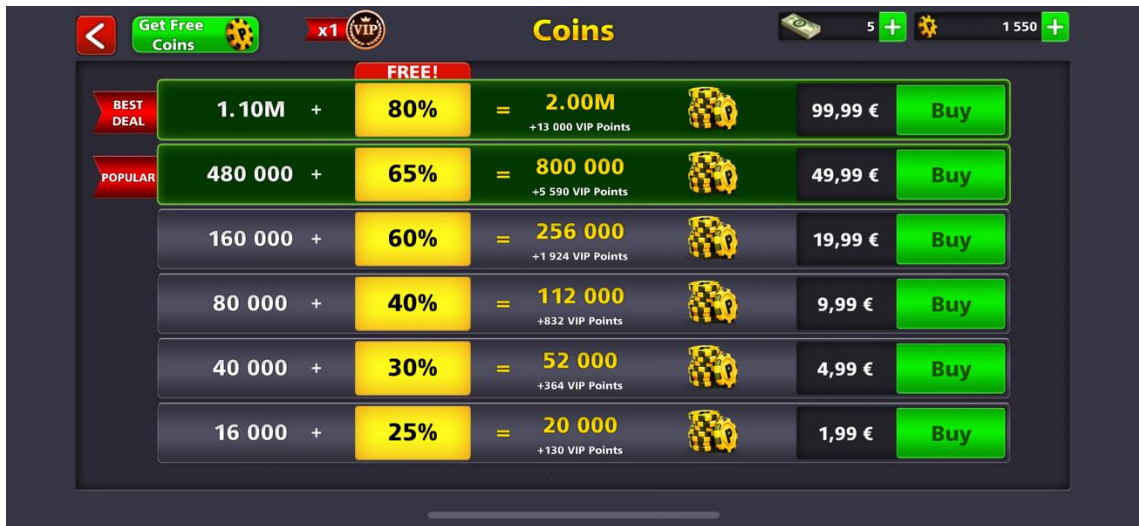 Get Free
Coins
x1 VIP
Coins
5 +
1 550 +
FREE!
BEST
DEAL
1.10M + 80% = 2.00M 99,99 € Buy
+13 000 VIP Points
POPULAR
480 000 + 65% = 800 000 49,99 € Buy
+5 590 VIP Points
160 000 + 60% = 256 000 19,99 € Buy
+1 924 VIP Points
80 000 + 40% = 112 000 9,99 € Buy
+832 VIP Points
40 000 + 30% = 52 000 4,99 € Buy
+364 VIP Points
16 000 + 25% = 20 000 1,99 € Buy
+130 VIP Points